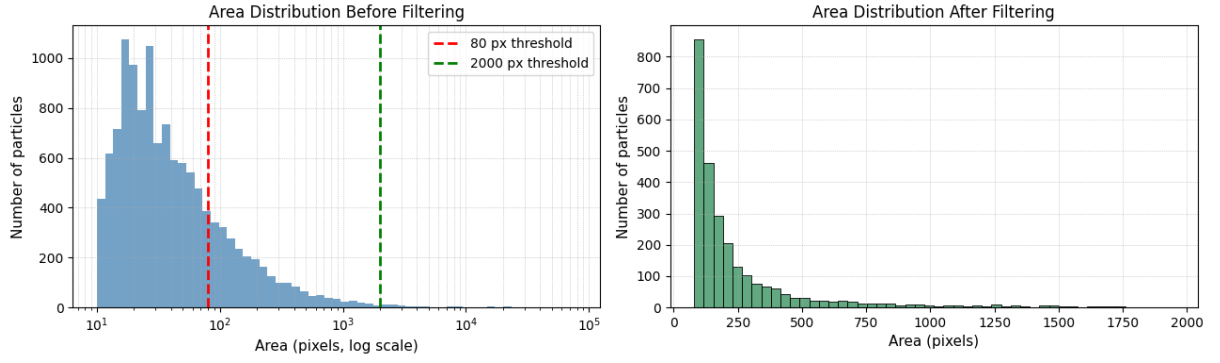 Area Distribution Before Filtering
Number of particles
1000
800
600
400
200
0
80 px threshold
2000 px threshold
10¹ 10² 10³ 10⁴ 10⁵
Area (pixels, log scale)
Area Distribution After Filtering
Number of particles
800
700
600
500
400
300
200
100
0
0 250 500 750 1000 1250 1500 1750 2000
Area (pixels)